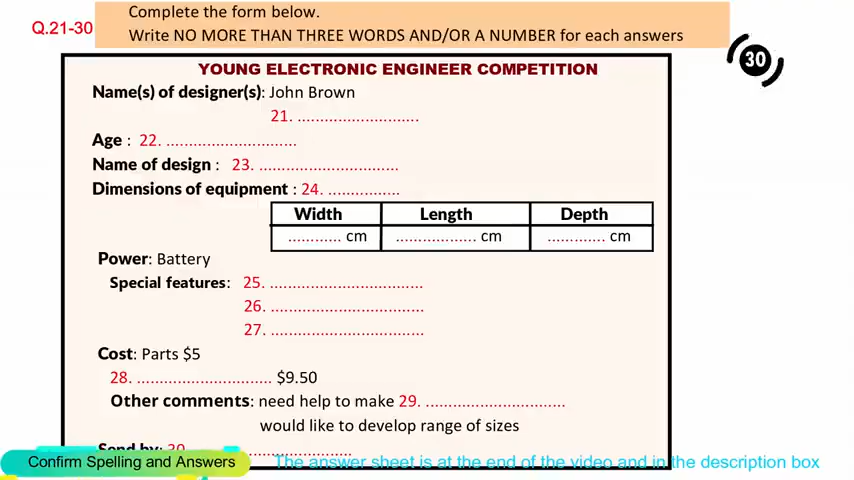 Complete the form below.
Q.21-30
Write NO MORE THAN THREE WORDS AND/OR A NUMBER for each answers
30
YOUNG ELECTRONIC ENGINEER COMPETITION
Name(s) of designer(s): John Brown
21. ...........................
Age : 22. .............................
Name of design : 23. ...............................
Dimensions of equipment : 24. ................
Width Length Depth
............ cm .................. cm ............. cm
Power: Battery
Special features: 25. ..................................
26. ..................................
27. ..................................
Cost: Parts $5
28. .............................. $9.50
Other comments: need help to make 29. ...............................
would like to develop range of sizes
Send by: 30. ...............................
Confirm Spelling and Answers
The answer sheet is at the end of the video and in the description box